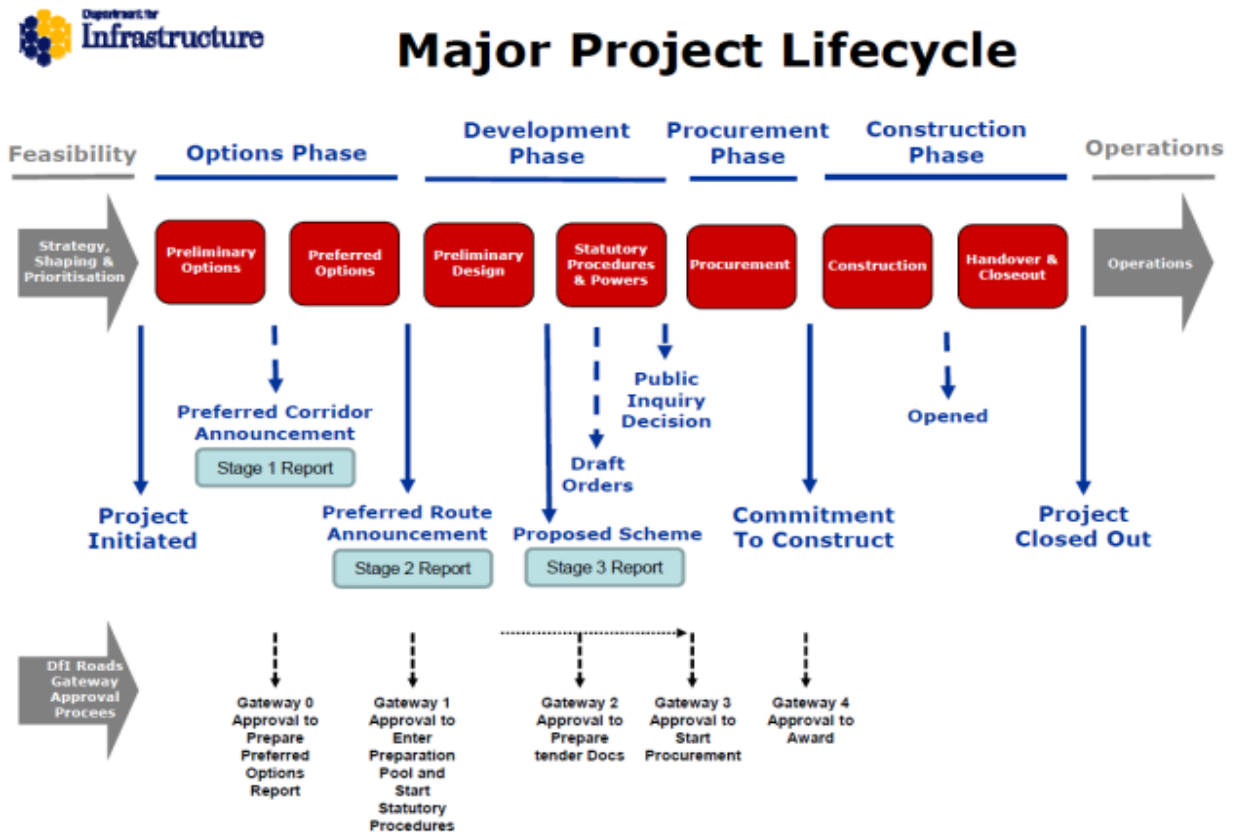 Department for
Infrastructure
Major Project Lifecycle
Feasibility
Options Phase
Development
Phase
Procurement
Phase
Construction
Phase
Operations
Strategy,
Shaping &
Prioritisation
Preliminary
Options
Preferred
Options
Preliminary
Design
Statutory
Procedures
& Powers
Procurement
Construction
Handover &
Closeout
Operations
Preferred Corridor
Announcement
Stage 1 Report
Public
Inquiry
Decision
Opened
Draft
Orders
Project
Initiated
Preferred Route
Announcement
Stage 2 Report
Proposed Scheme
Stage 3 Report
Commitment
To Construct
Project
Closed Out
DfI Roads
Gateway
Approval
Procees
Gateway 0
Approval to
Prepare
Preferred
Options
Report
Gateway 1
Approval to
Enter
Preparation
Pool and
Start
Statutory
Procedures
Gateway 2
Approval to
Prepare
tender Docs
Gateway 3
Approval to
Start
Procurement
Gateway 4
Approval to
Award